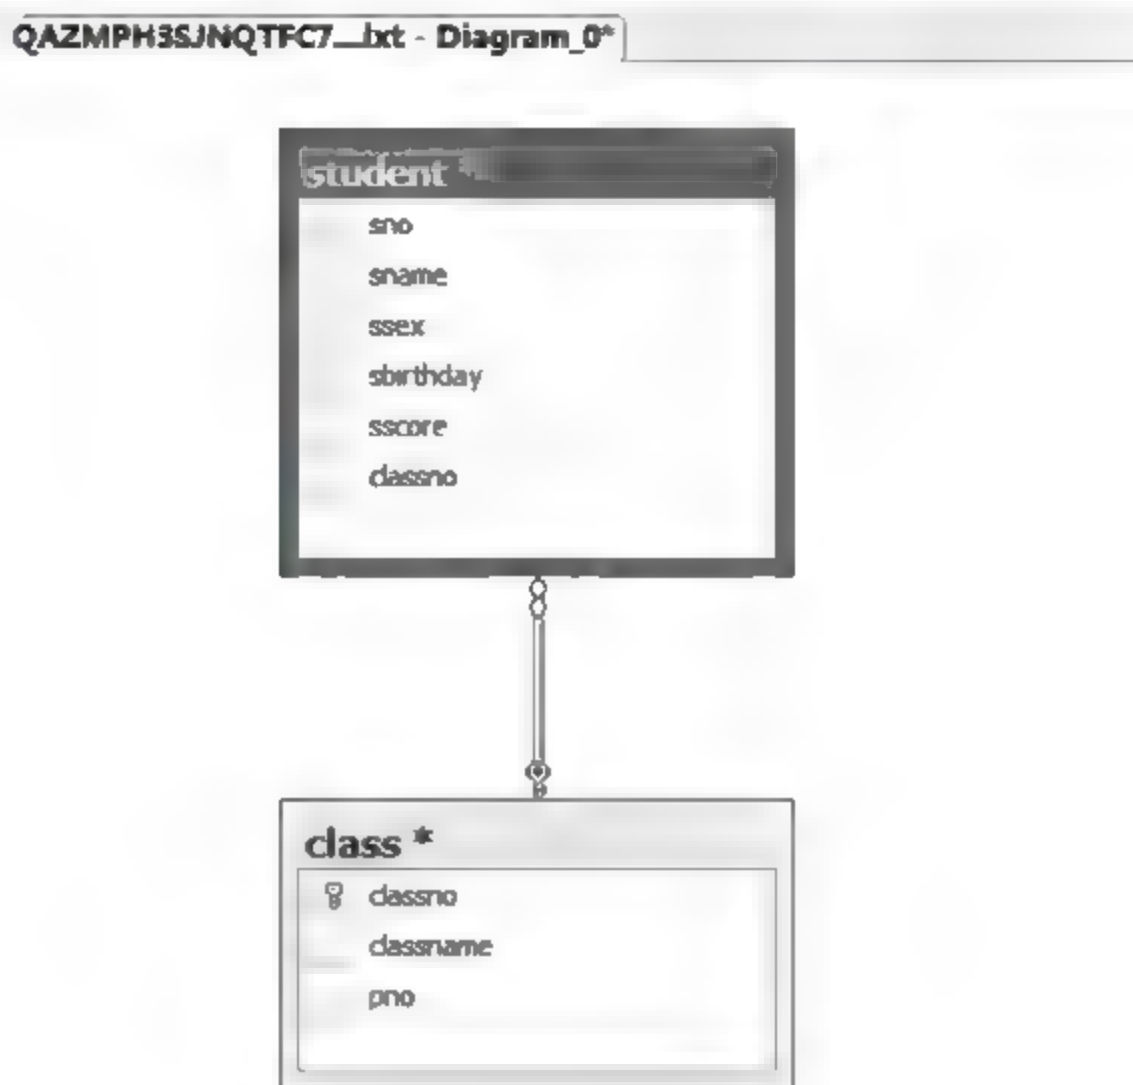 QAZMPH3SJNQTFC7...txt - Diagram_0*
student *
sno
sname
ssex
sbirthday
sscore
classno
class *
classno
classname
pno